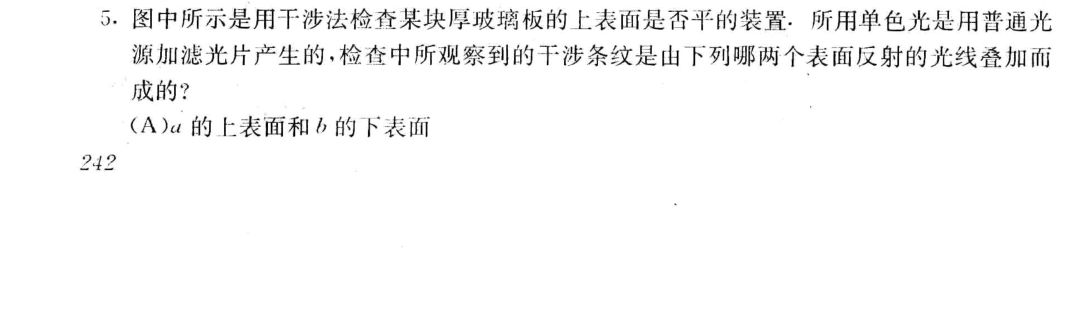 5. 图中所示是用干涉法检查某块厚玻璃板的上表面是否平的装置. 所用单色光是用普通光
源加滤光片产生的,检查中所观察到的干涉条纹是由下列哪两个表面反射的光线叠加而
成的?
(A)a 的上表面和 b 的下表面
242